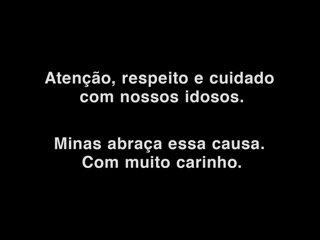 Atenção, respeito e cuidado
com nossos idosos.
Minas abraça essa causa.
Com muito carinho.